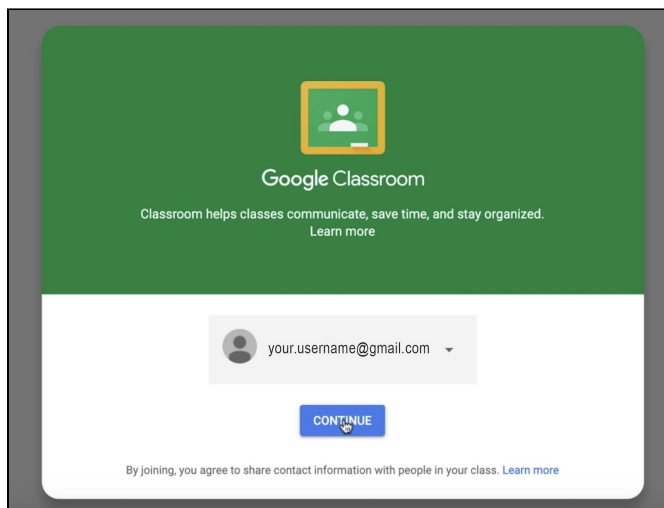 Google Classroom
Classroom helps classes communicate, save time, and stay organized.
Learn more
your.username@gmail.com
CONTINUE
By joining, you agree to share contact information with people in your class. Learn more